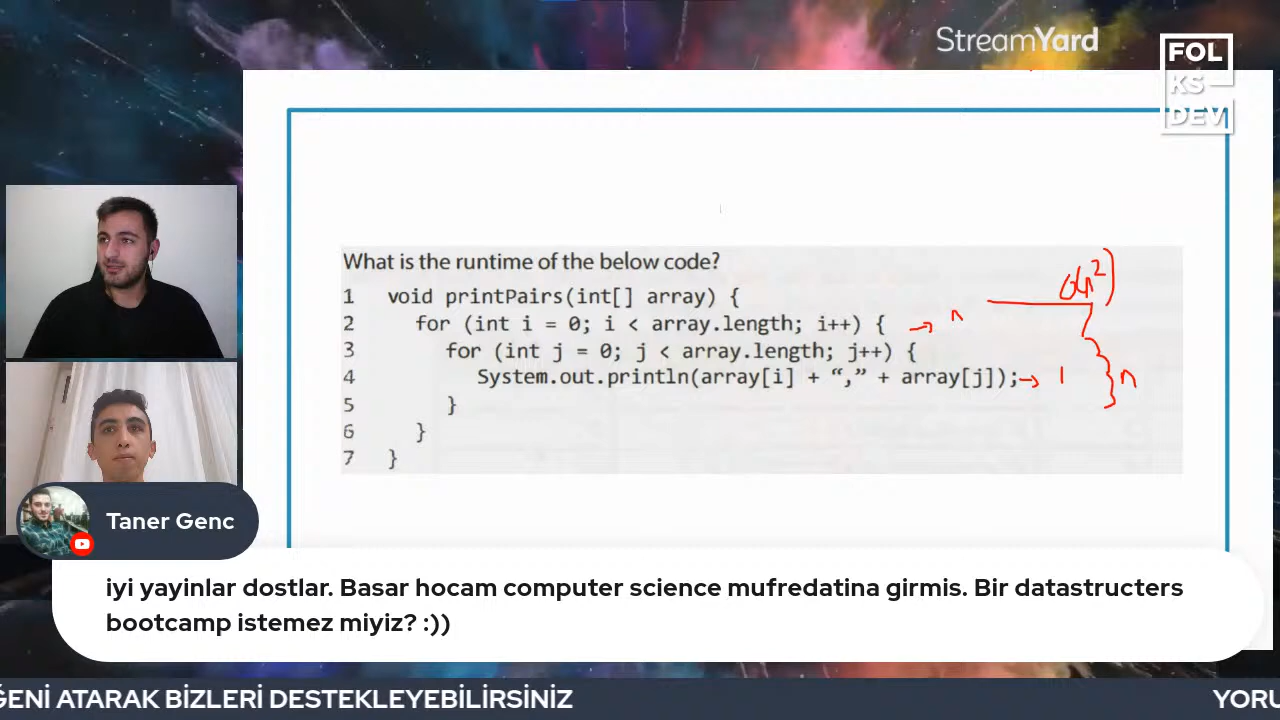 StreamYard
FOL
KS
DEV
What is the runtime of the below code?
1 void printPairs(int[] array) {
2 for (int i = 0; i < array.length; i++) { → n
3 for (int j = 0; j < array.length; j++) {
4 System.out.println(array[i] + “,” + array[j]); → 1
5 }
6 }
7 }
O(n²)
n
Taner Genc
iyi yayinlar dostlar. Basar hocam computer science mufredatina girmis. Bir datastructers
bootcamp istemez miyiz? :))
ĞENİ ATARAK BİZLERİ DESTEKLEYEBİLİRSİNİZ YORU